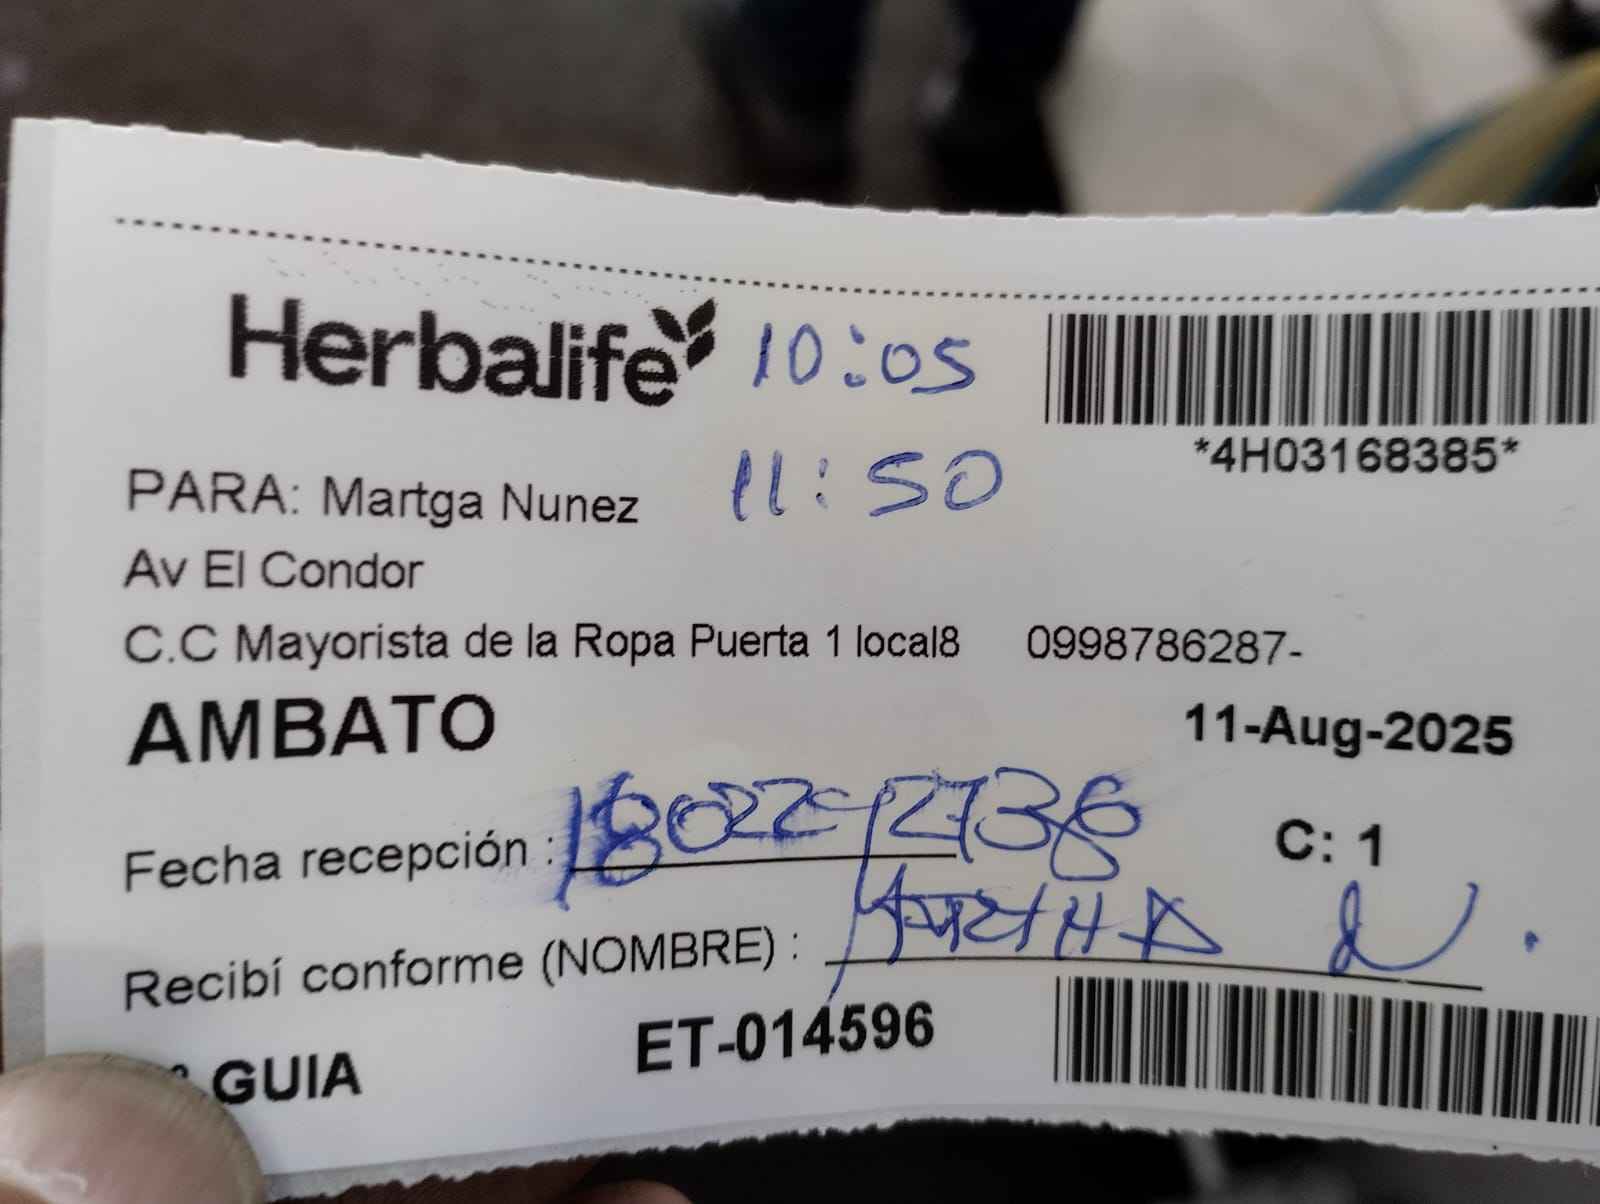 Herbalife 10:05
*4H03168385*
PARA: Martga Nunez 11:50
Av El Condor
C.C Mayorista de la Ropa Puerta 1 local8 0998786287-
AMBATO 11-Aug-2025
Fecha recepción : C: 1
Recibí conforme (NOMBRE) : MARTHA N.
GUIA ET-014596